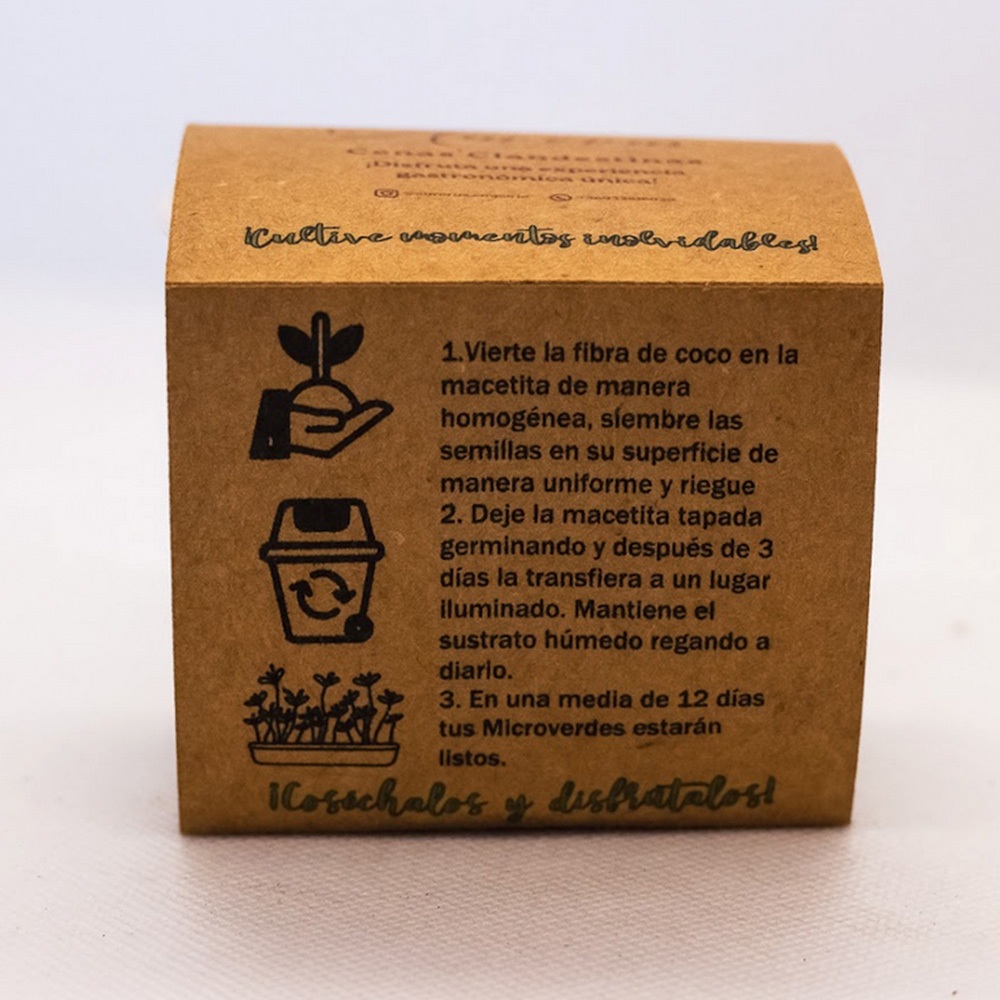 Cenas Clandestinas
¡Disfruta una experiencia
gastronómica única!
¡Cultive momentos inolvidables!
1.Vierte la fibra de coco en la
macetita de manera
homogénea, siembre las
semillas en su superficie de
manera uniforme y riegue
2. Deje la macetita tapada
germinando y después de 3
días la transfiera a un lugar
iluminado. Mantiene el
sustrato húmedo regando a
diario.
3. En una media de 12 días
tus Microverdes estarán
listos.
¡Coséchalos y disfrútalos!